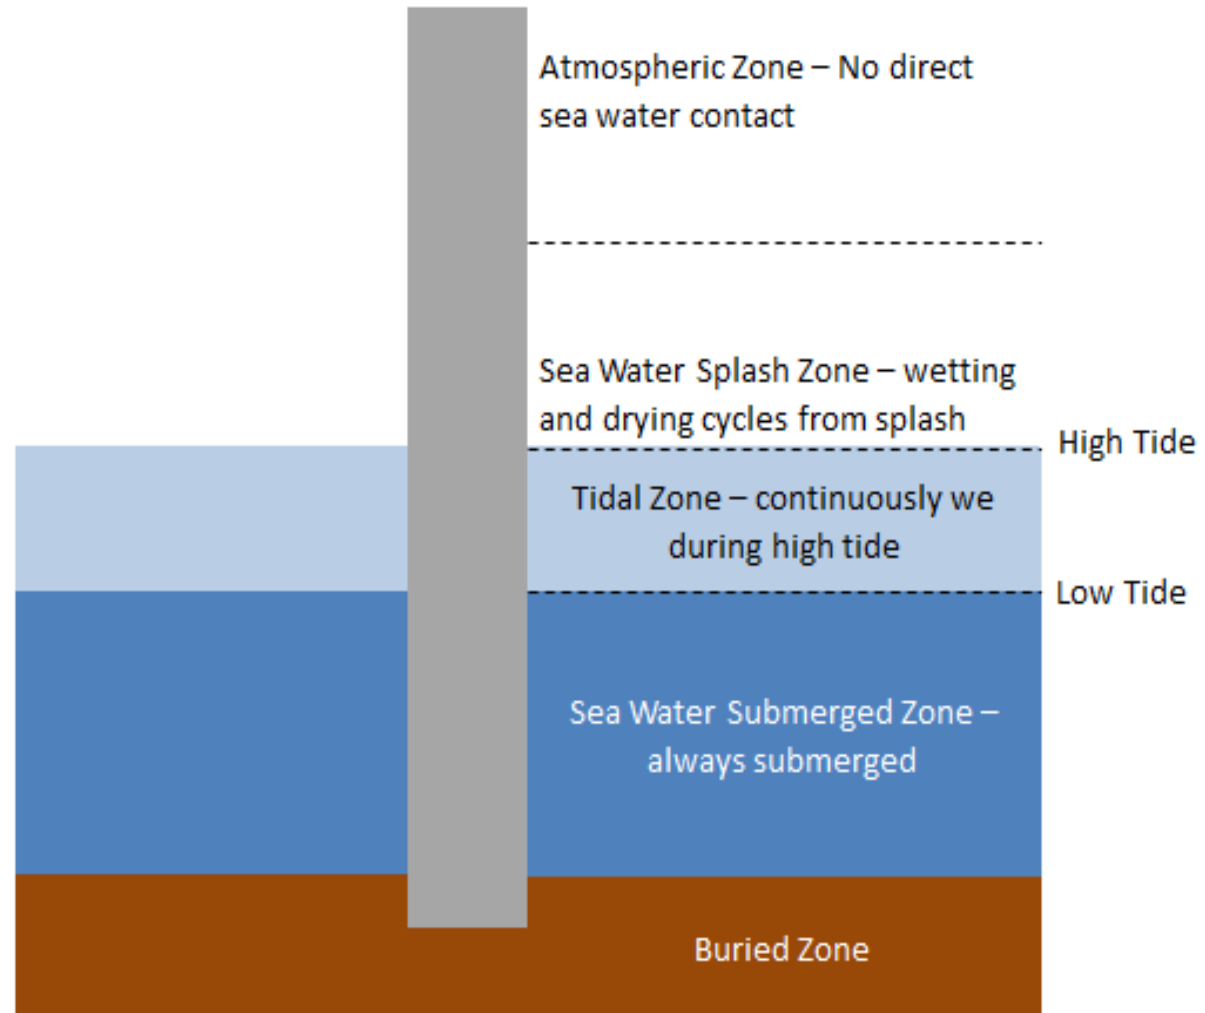 Atmospheric Zone – No direct
sea water contact
Sea Water Splash Zone – wetting
and drying cycles from splash
High Tide
Tidal Zone – continuously we
during high tide
Low Tide
Sea Water Submerged Zone –
always submerged
Buried Zone